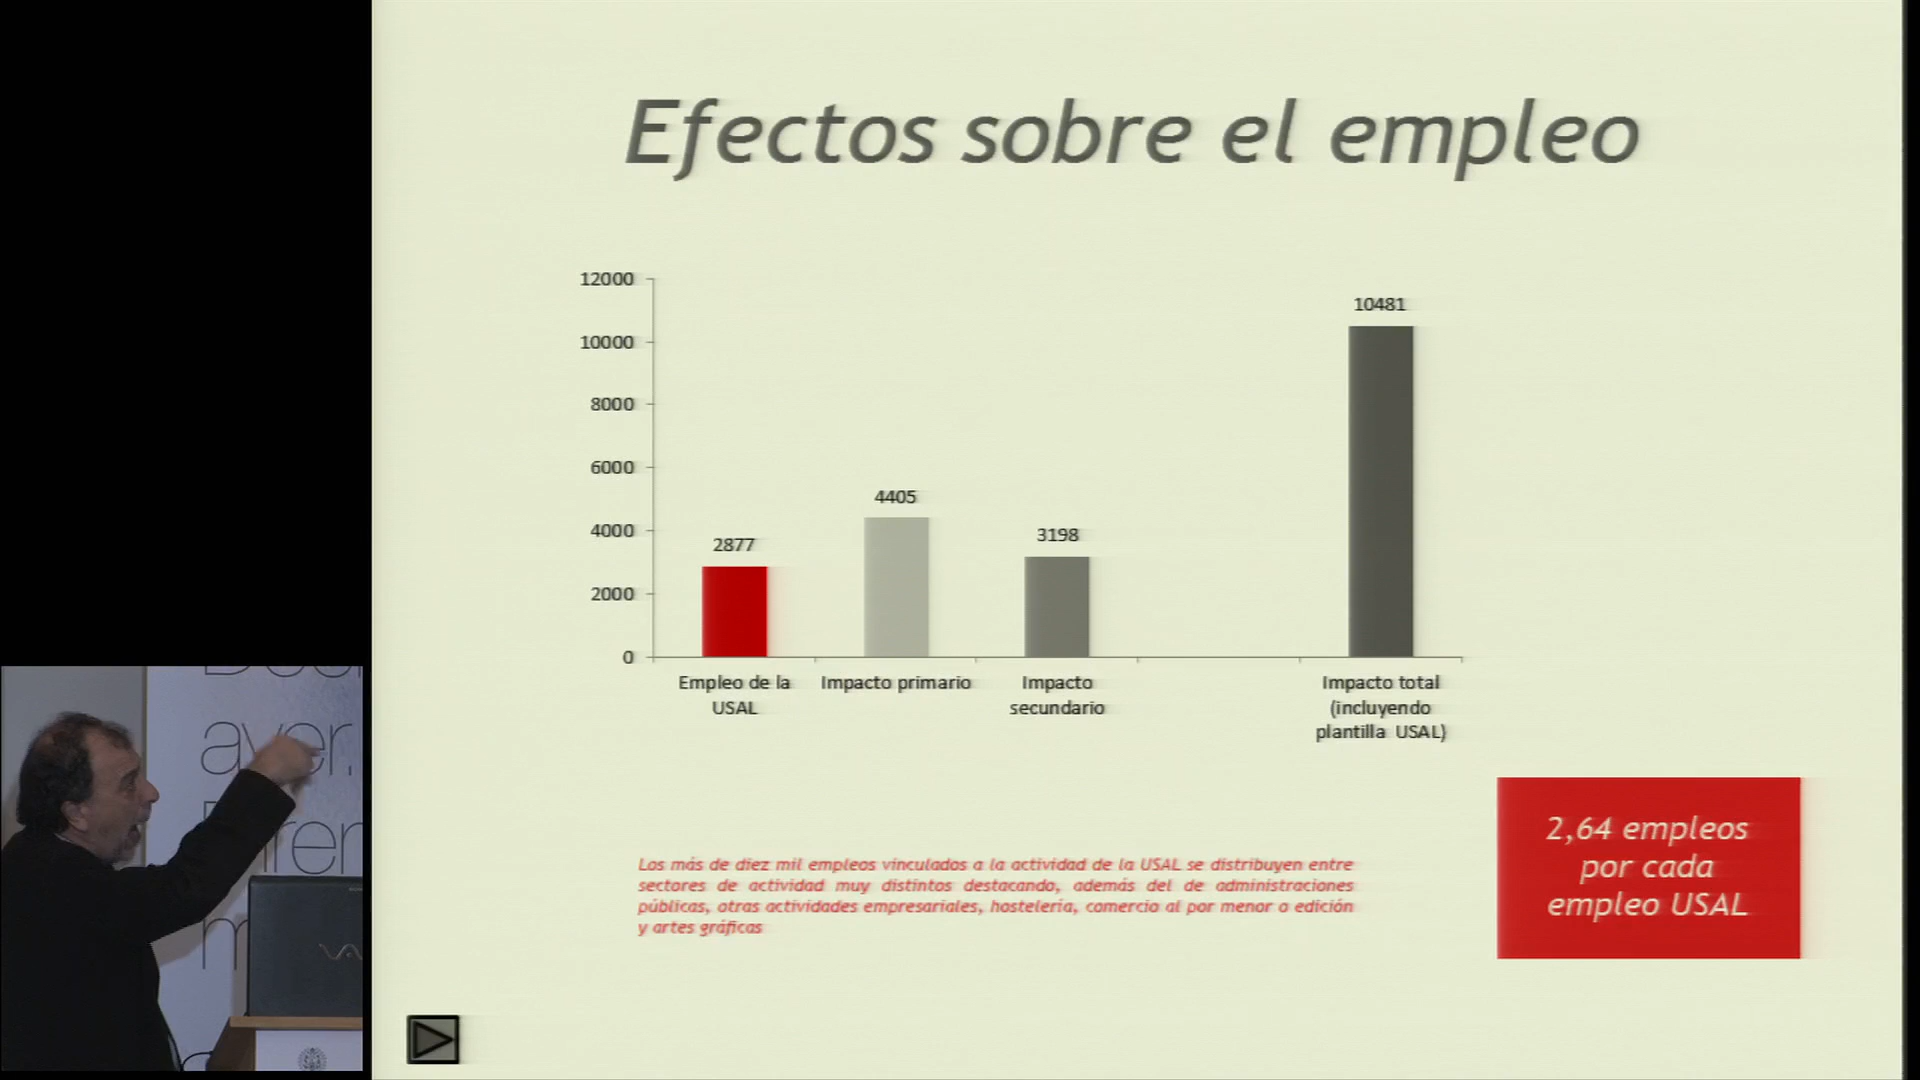 Efectos sobre el empleo
12000
10000
8000
6000
4000
2000
0
2877
4405
3198
10481
Empleo de la
USAL
Impacto primario
Impacto
secundario
Impacto total
(incluyendo
plantilla USAL)
Los más de diez mil empleos vinculados a la actividad de la USAL se distribuyen entre
sectores de actividad muy distintos destacando, además del de administraciones
públicas, otras actividades empresariales, hostelería, comercio al por menor o edición
y artes gráficas
2,64 empleos
por cada
empleo USAL
ayer.